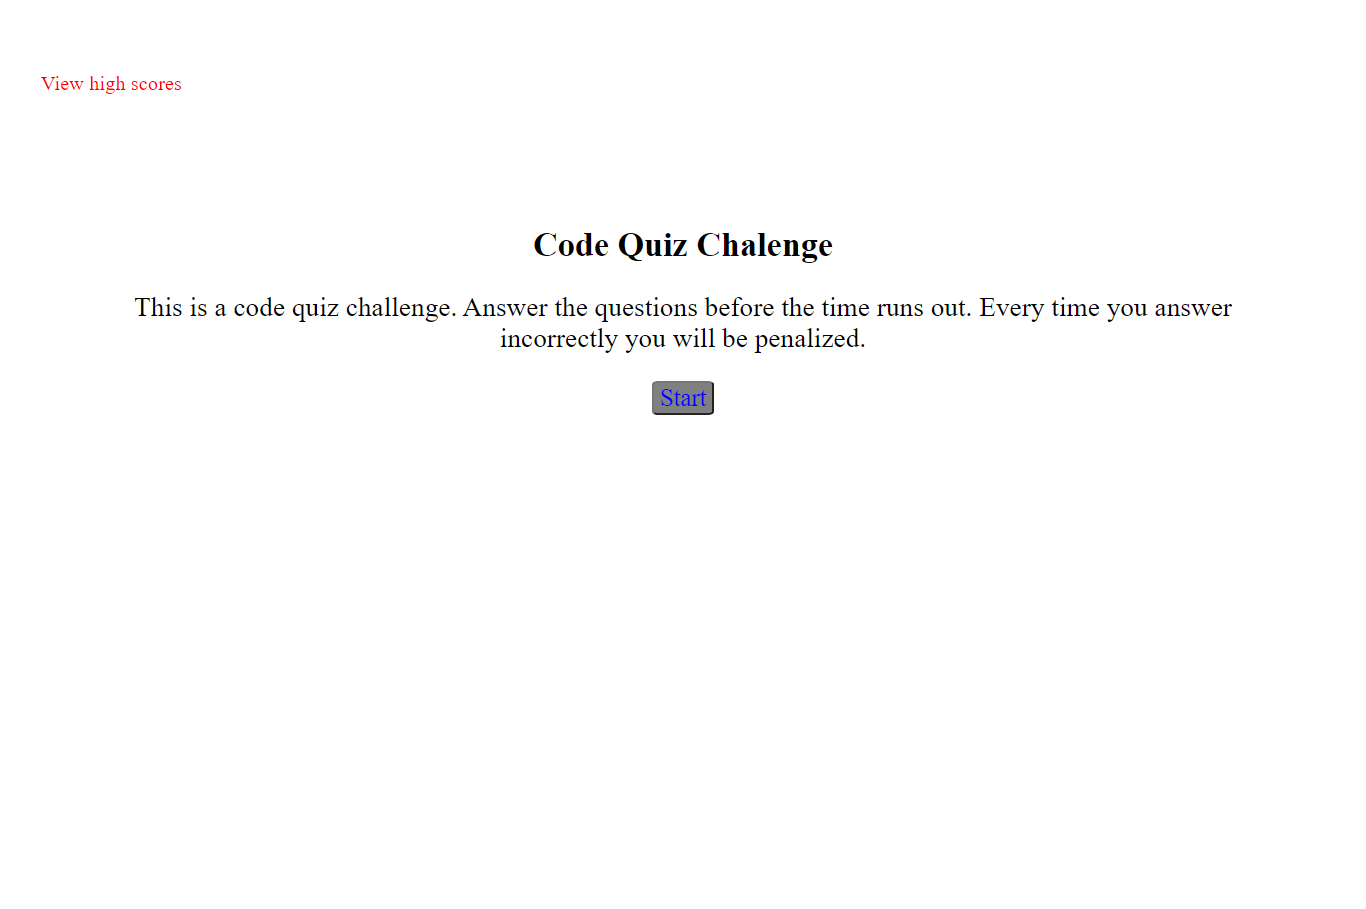 View high scores
Code Quiz Chalenge
This is a code quiz challenge. Answer the questions before the time runs out. Every time you answer
incorrectly you will be penalized.
Start